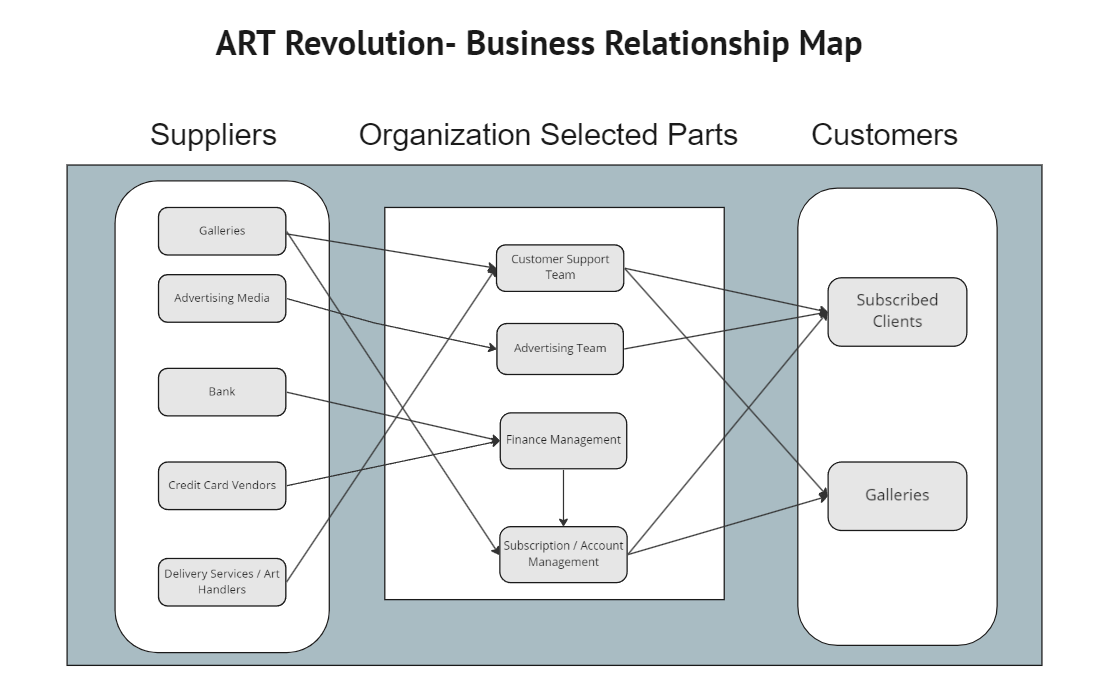 ART Revolution- Business Relationship Map
Suppliers
Organization Selected Parts
Customers
Galleries
Advertising Media
Bank
Credit Card Vendors
Delivery Services / Art
Handlers
Customer Support
Team
Advertising Team
Finance Management
Subscription / Account
Management
Subscribed
Clients
Galleries